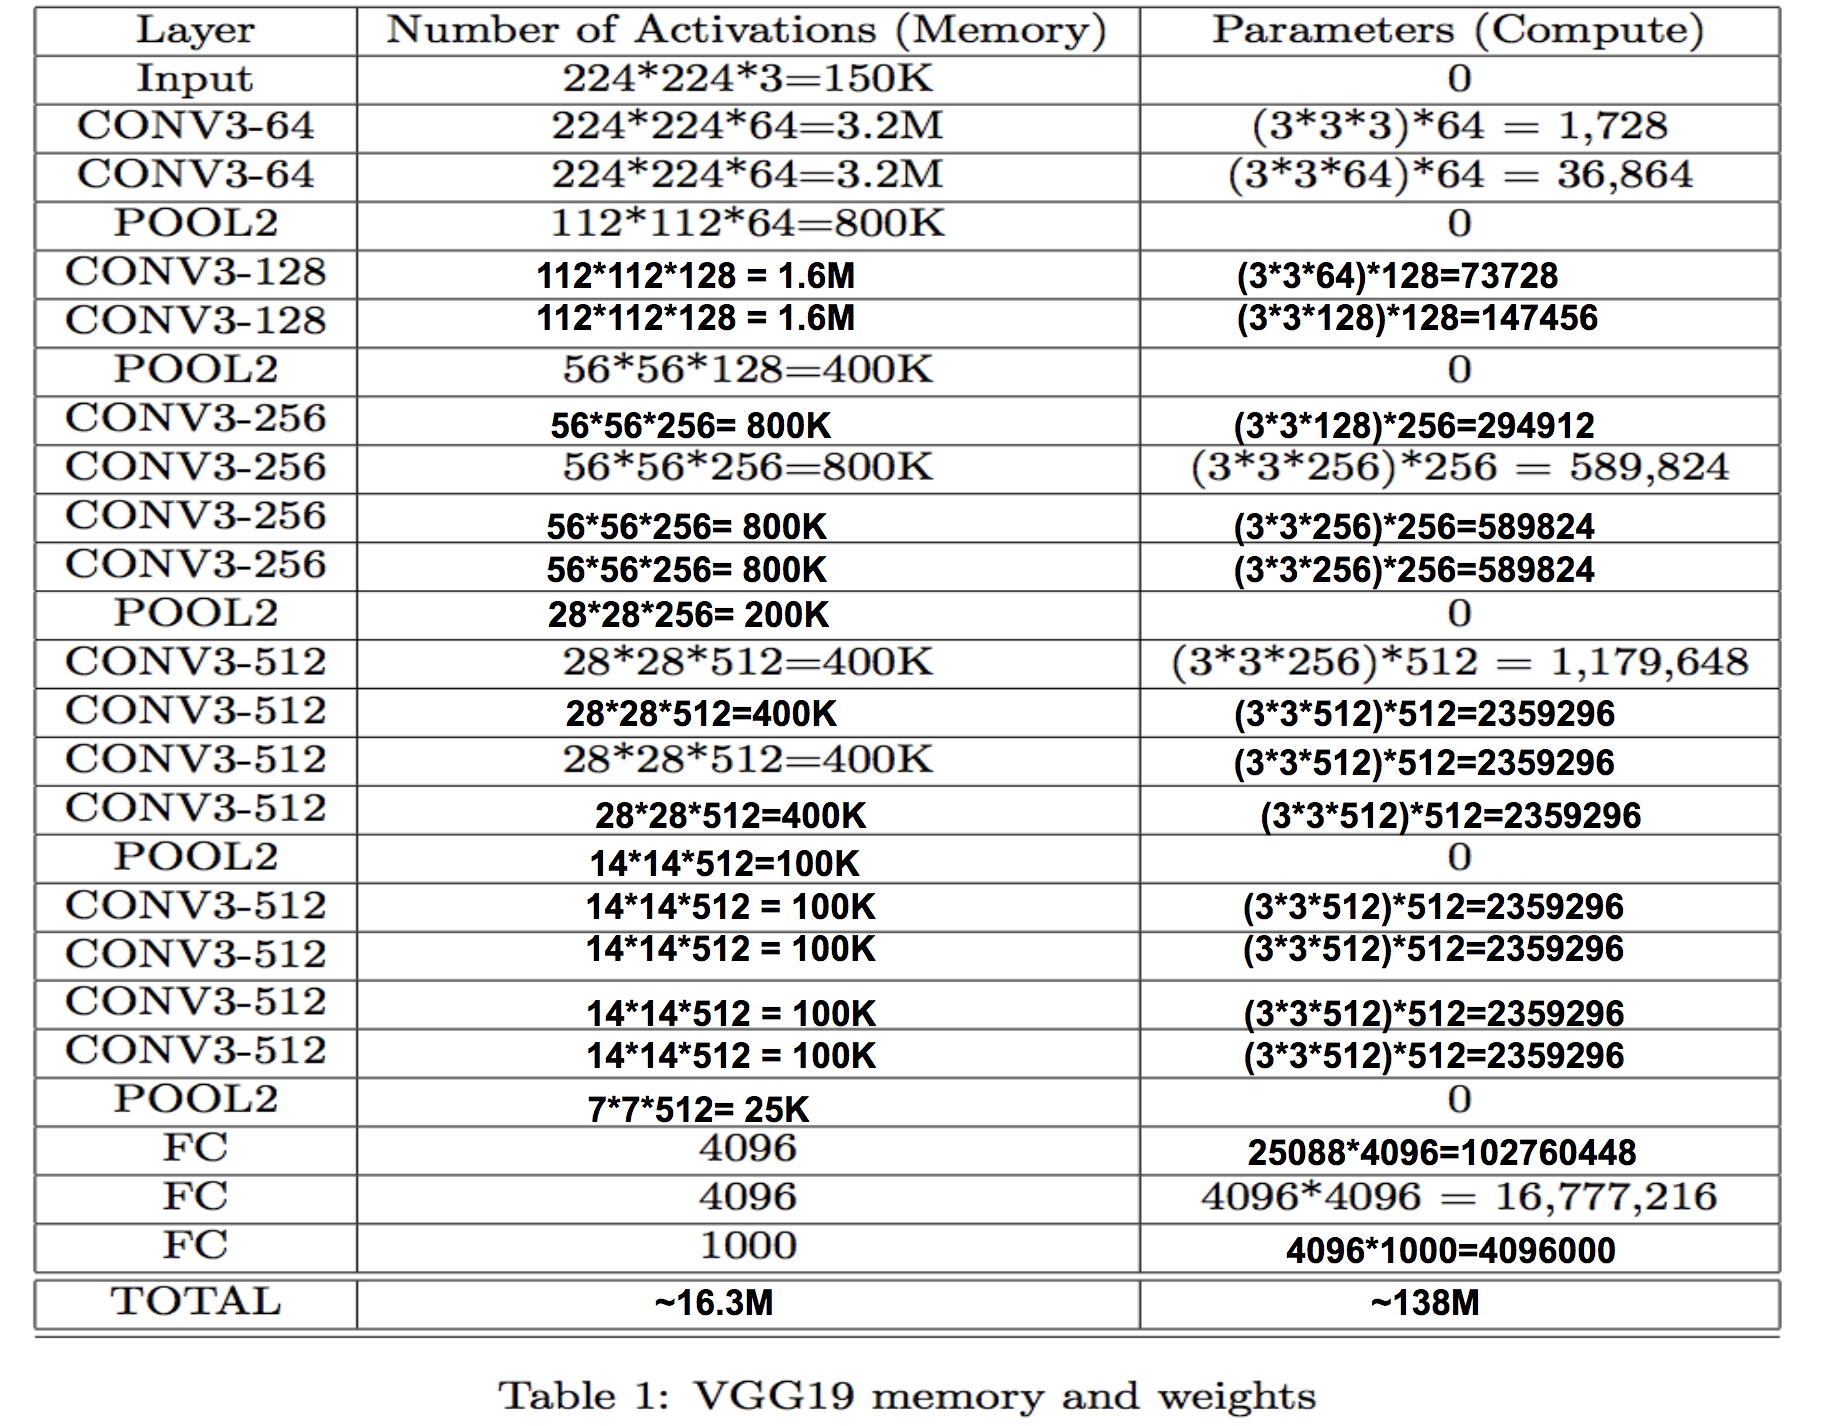 Layer Number of Activations (Memory) Parameters (Compute)
Input 224*224*3=150K 0
CONV3-64 224*224*64=3.2M (3*3*3)*64 = 1,728
CONV3-64 224*224*64=3.2M (3*3*64)*64 = 36,864
POOL2 112*112*64=800K 0
CONV3-128 112*112*128 = 1.6M (3*3*64)*128=73728
CONV3-128 112*112*128 = 1.6M (3*3*128)*128=147456
POOL2 56*56*128=400K 0
CONV3-256 56*56*256= 800K (3*3*128)*256=294912
CONV3-256 56*56*256=800K (3*3*256)*256 = 589,824
CONV3-256 56*56*256= 800K (3*3*256)*256=589824
CONV3-256 56*56*256= 800K (3*3*256)*256=589824
POOL2 28*28*256= 200K 0
CONV3-512 28*28*512=400K (3*3*256)*512 = 1,179,648
CONV3-512 28*28*512=400K (3*3*512)*512=2359296
CONV3-512 28*28*512=400K (3*3*512)*512=2359296
CONV3-512 28*28*512=400K (3*3*512)*512=2359296
POOL2 14*14*512=100K 0
CONV3-512 14*14*512 = 100K (3*3*512)*512=2359296
CONV3-512 14*14*512 = 100K (3*3*512)*512=2359296
CONV3-512 14*14*512 = 100K (3*3*512)*512=2359296
CONV3-512 14*14*512 = 100K (3*3*512)*512=2359296
POOL2 7*7*512= 25K 0
FC 4096 25088*4096=102760448
FC 4096 4096*4096 = 16,777,216
FC 1000 4096*1000=4096000
TOTAL ~16.3M ~138M
Table 1: VGG19 memory and weights